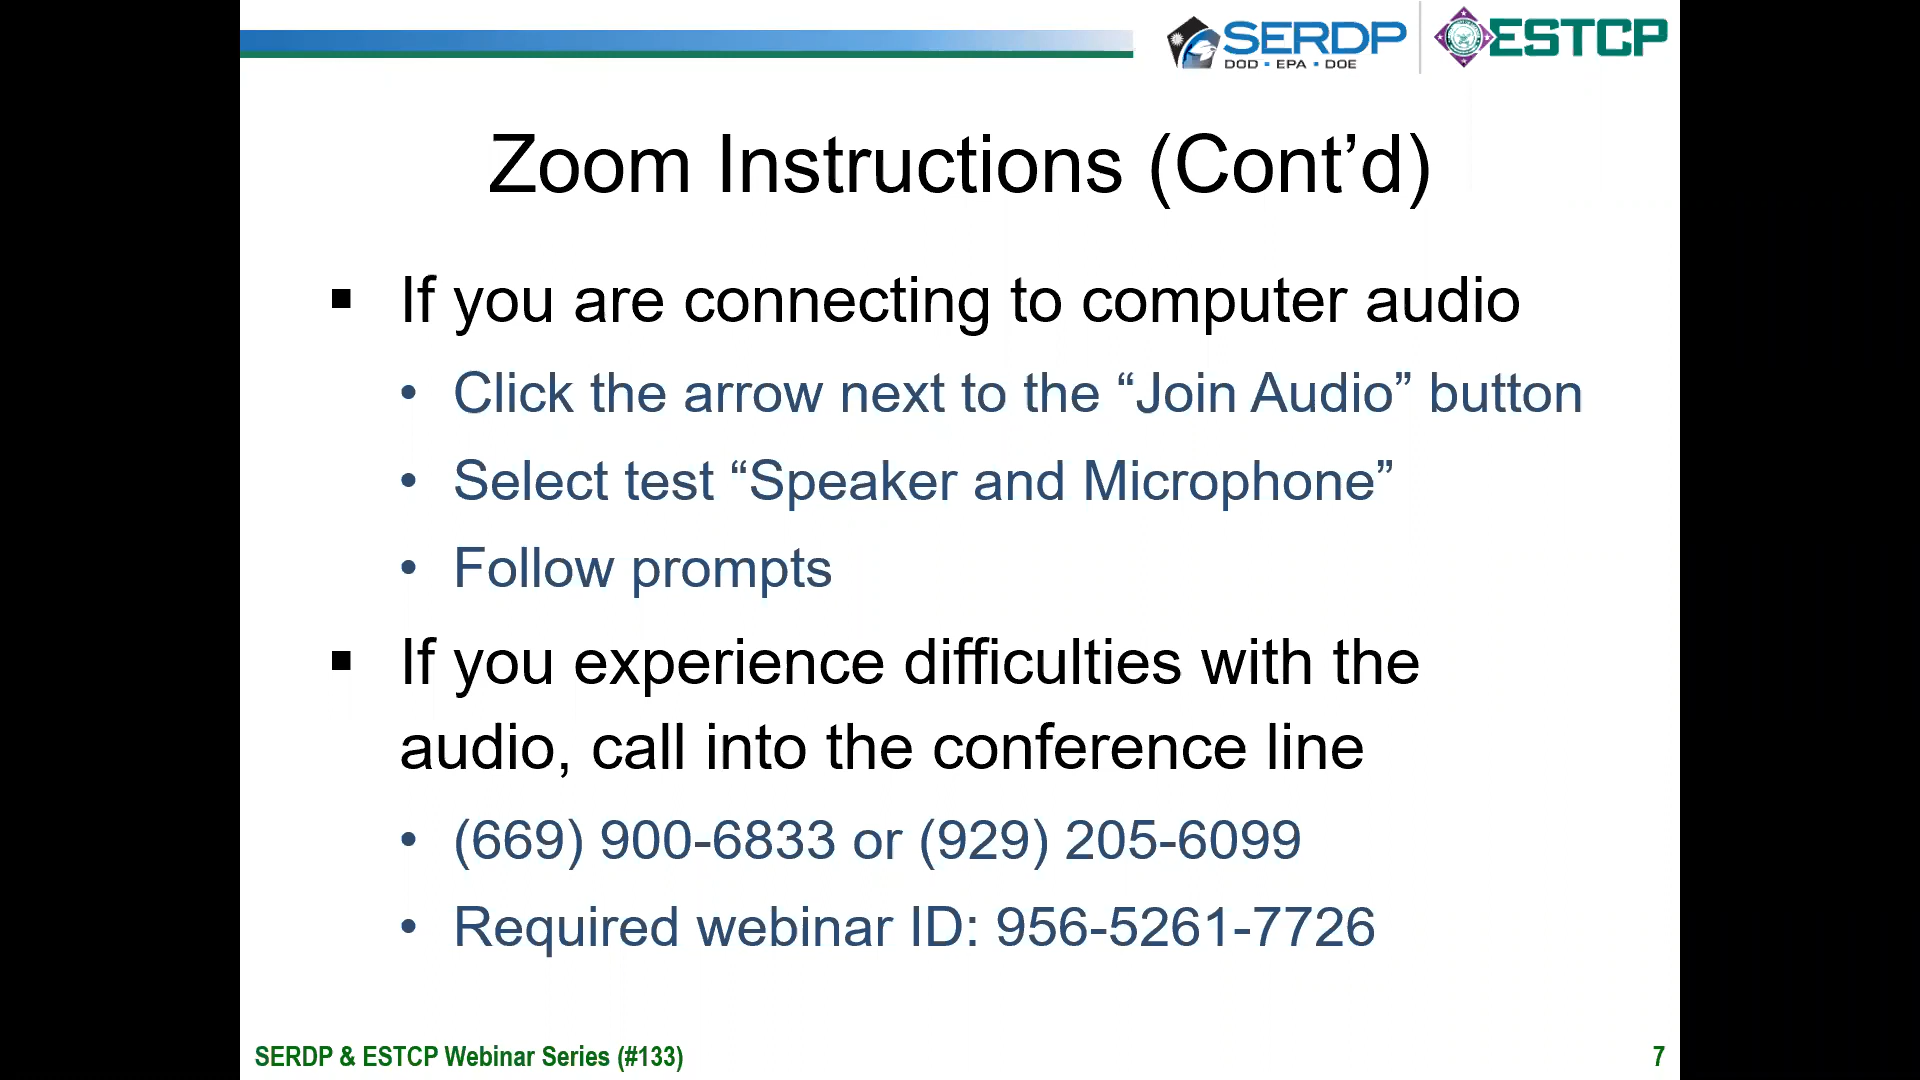 SERDP
DOD ▪ EPA ▪ DOE
ESTCP
Zoom Instructions (Cont’d)
▪ If you are connecting to computer audio
• Click the arrow next to the “Join Audio” button
• Select test “Speaker and Microphone”
• Follow prompts
▪ If you experience difficulties with the
audio, call into the conference line
• (669) 900-6833 or (929) 205-6099
• Required webinar ID: 956-5261-7726
SERDP & ESTCP Webinar Series (#133)
7